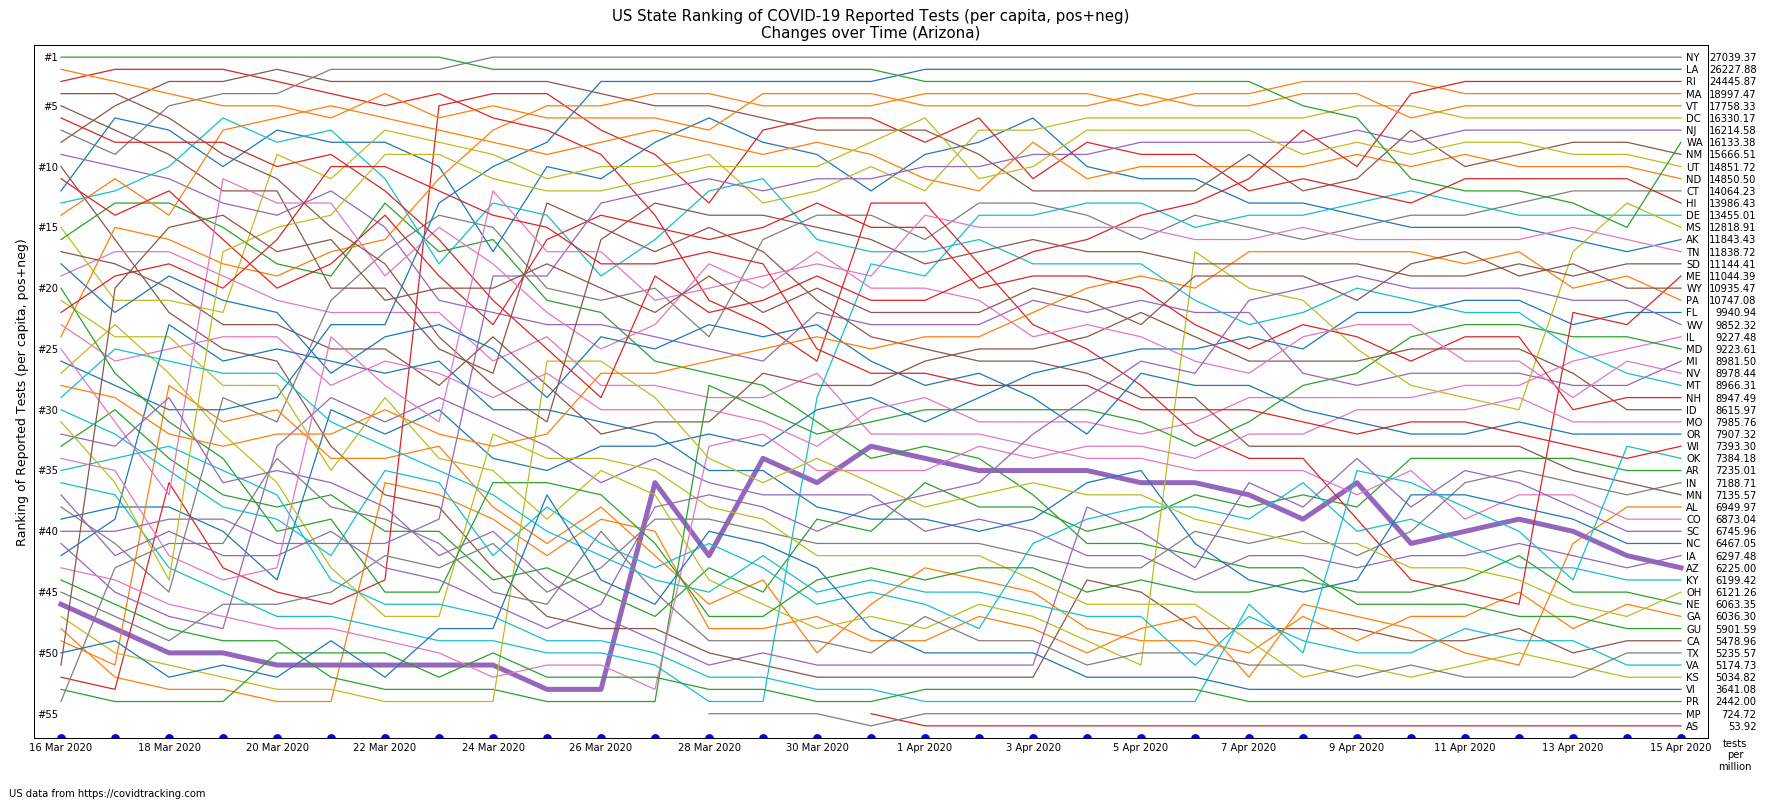 US State Ranking of COVID-19 Reported Tests (per capita, pos+neg)
Changes over Time (Arizona)
Ranking of Reported Tests (per capita, pos+neg)
#1
#5
#10
#15
#20
#25
#30
#35
#40
#45
#50
#55
NY 27039.37
LA 26227.88
RI 24445.87
MA 18997.47
VT 17758.33
DC 16330.17
NJ 16214.58
WA 16133.38
NM 15666.51
UT 14851.72
ND 14850.50
CT 14064.23
HI 13986.43
DE 13455.01
MS 12818.91
AK 11843.43
TN 11838.72
SD 11144.41
ME 11044.39
WY 10935.47
PA 10747.08
FL 9940.94
WV 9852.32
IL 9227.48
MD 9223.61
MI 8981.50
NV 8978.44
MT 8966.31
NH 8947.49
ID 8615.97
MO 7985.76
OR 7907.32
WI 7393.30
OK 7384.18
AR 7235.01
IN 7188.71
MN 7135.57
AL 6949.97
CO 6873.04
SC 6745.96
NC 6467.05
IA 6297.48
AZ 6225.00
KY 6199.42
OH 6121.26
NE 6063.35
GA 6036.30
GU 5901.59
CA 5478.96
TX 5235.57
VA 5174.73
KS 5034.82
VI 3641.08
PR 2442.00
MP 724.72
AS 53.92
16 Mar 2020 18 Mar 2020 20 Mar 2020 22 Mar 2020 24 Mar 2020 26 Mar 2020 28 Mar 2020 30 Mar 2020 1 Apr 2020 3 Apr 2020 5 Apr 2020 7 Apr 2020 9 Apr 2020 11 Apr 2020 13 Apr 2020 15 Apr 2020
tests
per
million
US data from https://covidtracking.com